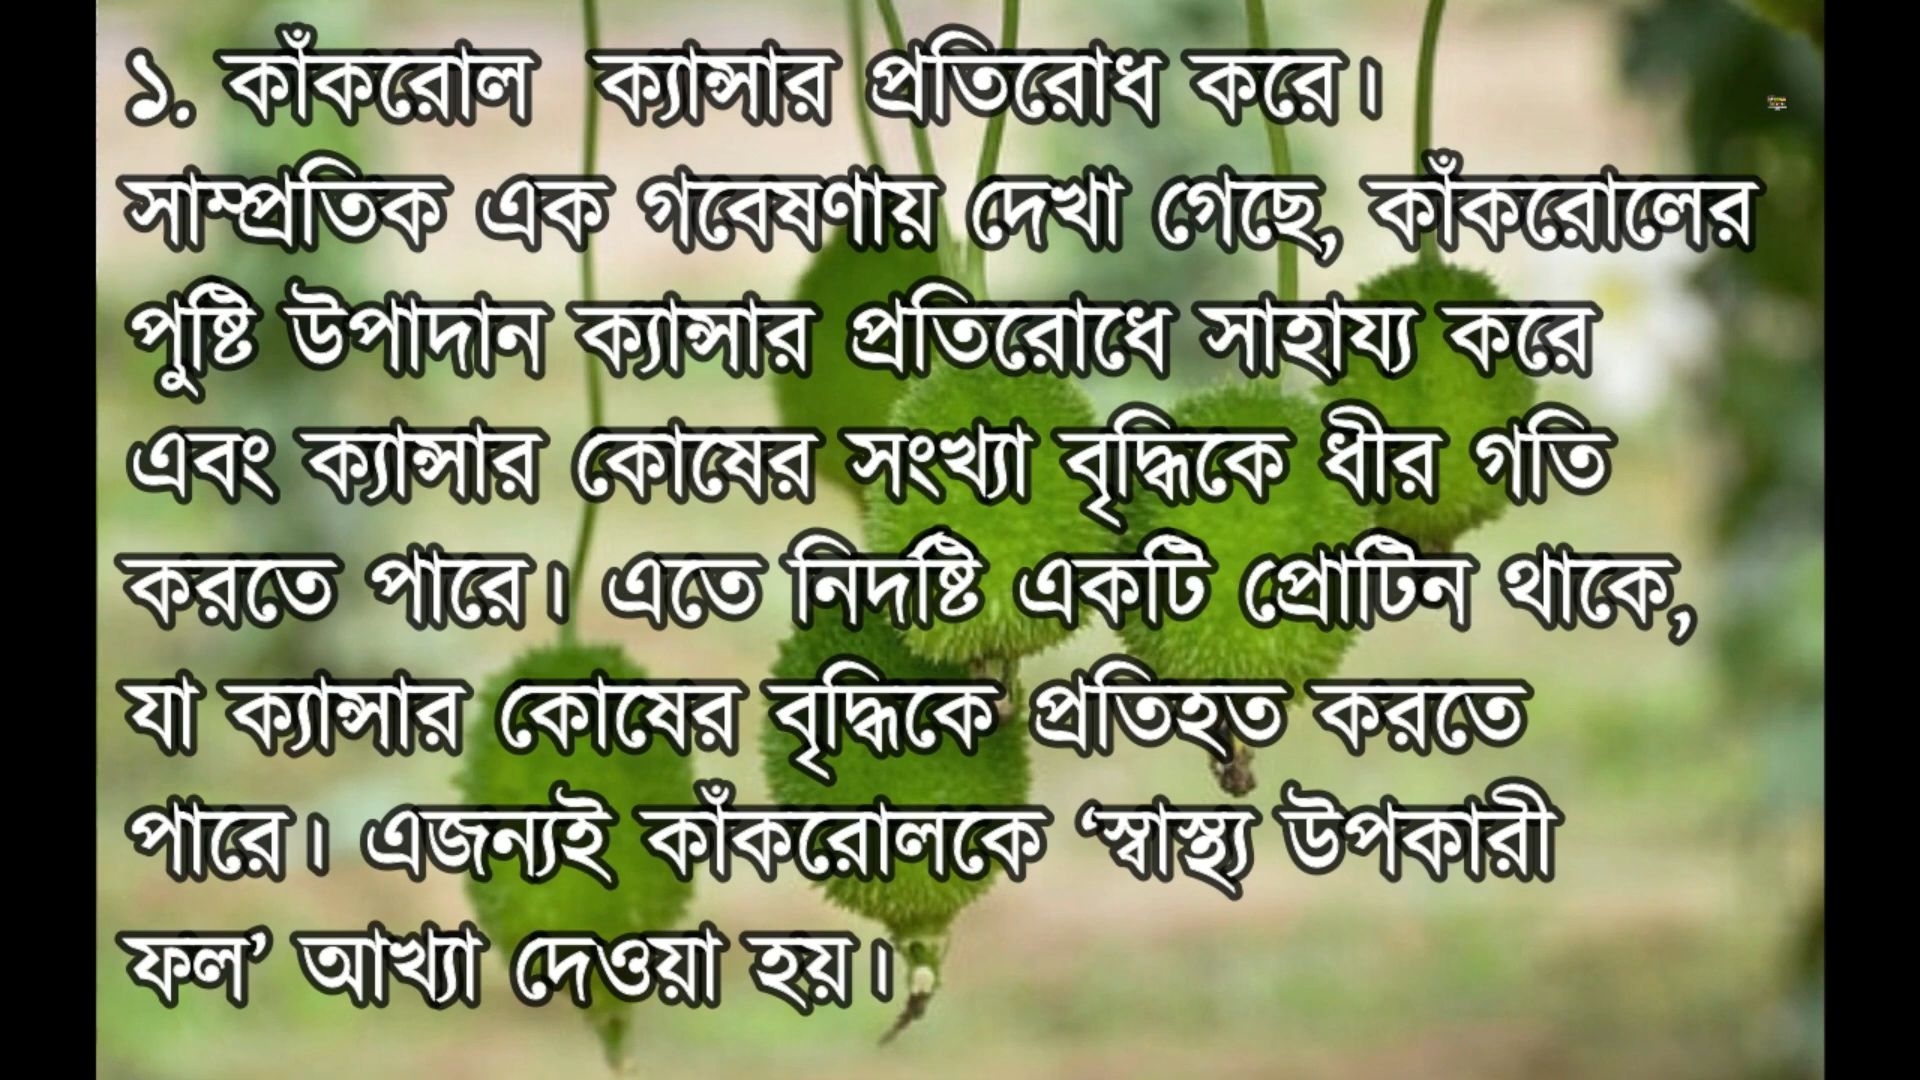 ১. কাঁকরোল ক্যান্সার প্রতিরোধ করে।
সাম্প্রতিক এক গবেষণায় দেখা গেছে, কাঁকরোলের
পুষ্টি উপাদান ক্যান্সার প্রতিরোধে সাহায্য করে
এবং ক্যান্সার কোষের সংখ্যা বৃদ্ধিকে ধীর গতি
করতে পারে। এতে নিদষ্টি একটি প্রোটিন থাকে,
যা ক্যান্সার কোষের বৃদ্ধিকে প্রতিহত করতে
পারে। এজন্যই কাঁকরোলকে ‘স্বাস্থ্য উপকারী
ফল’ আখ্যা দেওয়া হয়।